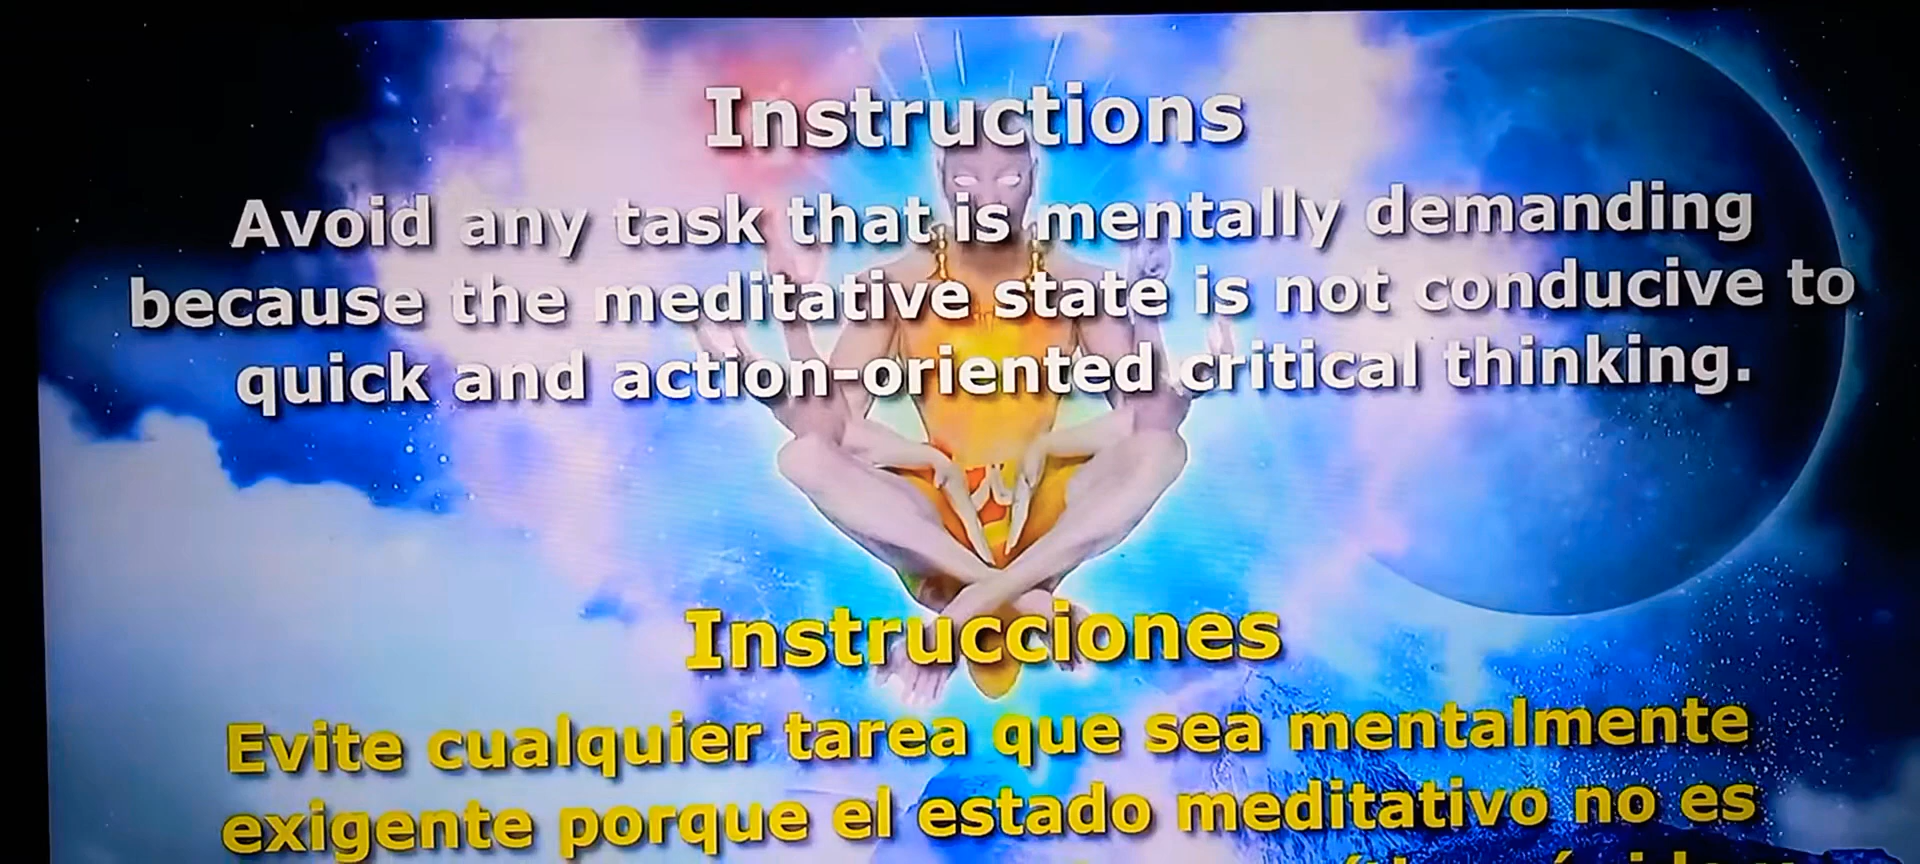 Instructions
Avoid any task that is mentally demanding
because the meditative state is not conducive to
quick and action-oriented critical thinking.
Instrucciones
Evite cualquier tarea que sea mentalmente
exigente porque el estado meditativo no es